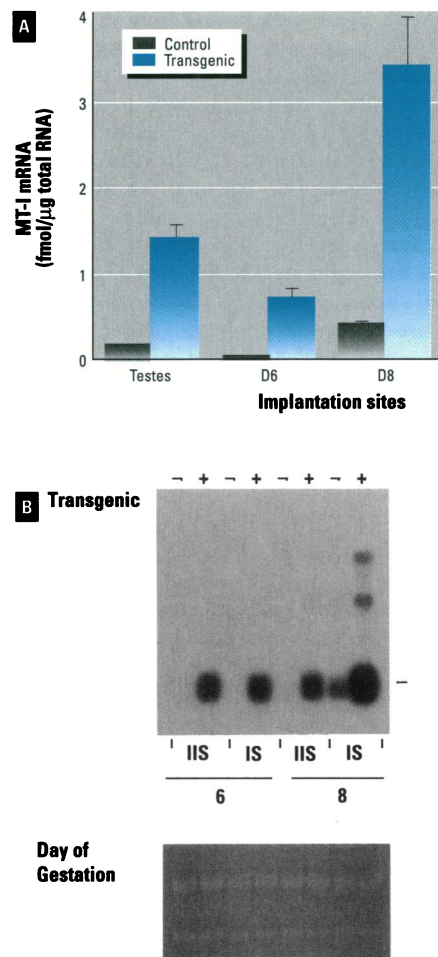 A
4
3
2
1
0
MT-I mRNA
(fmol/µg total RNA)
Control
Transgenic
Testes D6 D8
Implantation sites
B Transgenic
- + - + - + - +
IIS IS IIS IS
6 8
Day of
Gestation